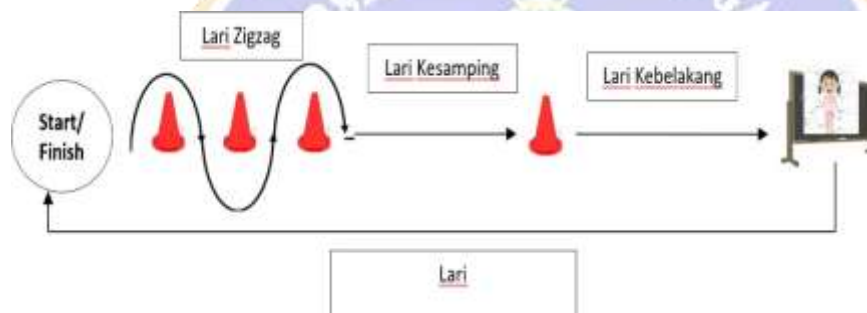 Lari Zigzag
Lari Kesamping
Lari Kebelakang
Start/
Finish
Lari